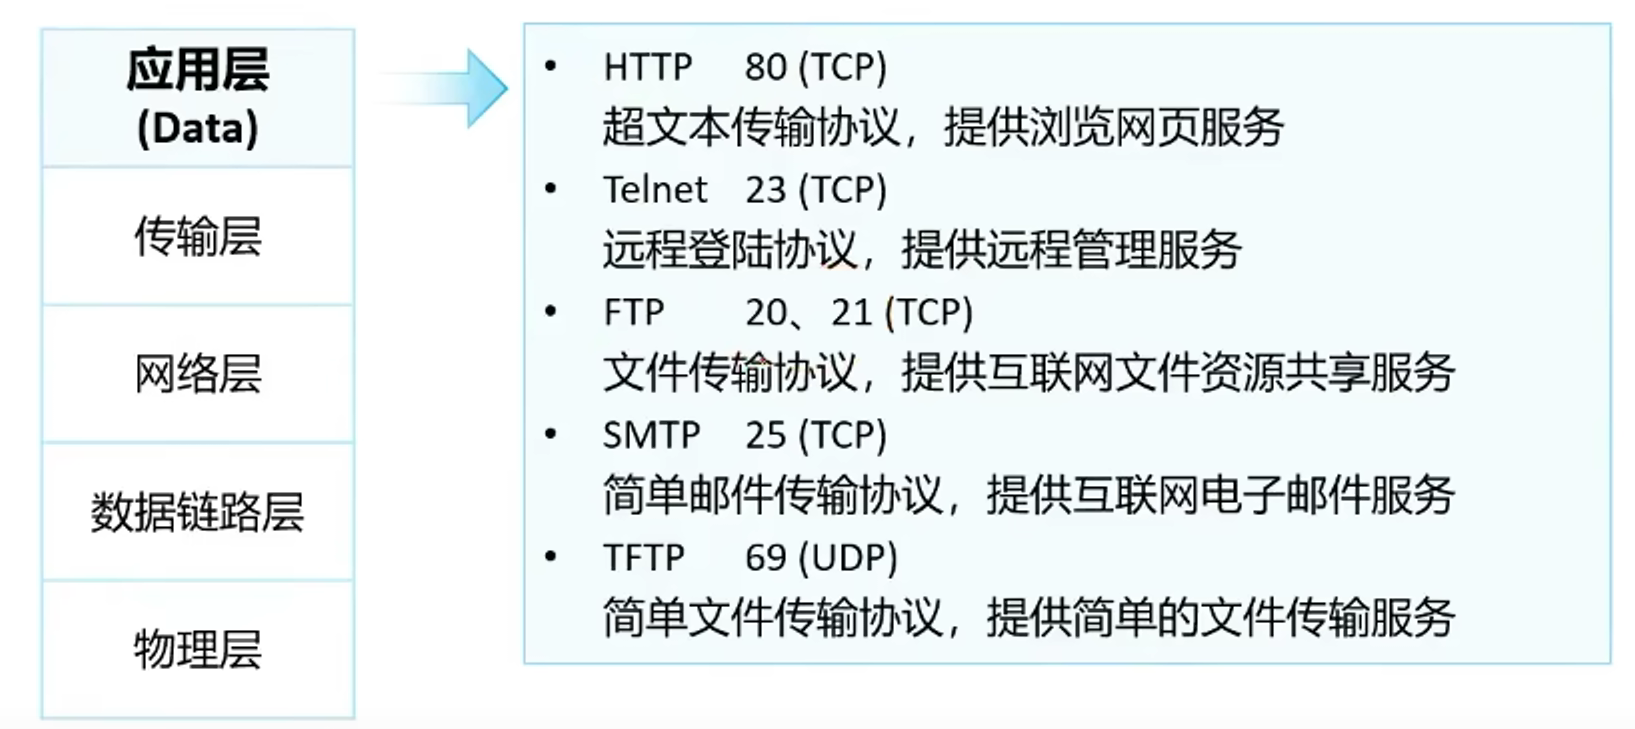 应用层
(Data)
传输层
网络层
数据链路层
物理层
• HTTP 80 (TCP)
超文本传输协议，提供浏览网页服务
• Telnet 23 (TCP)
远程登陆协议，提供远程管理服务
• FTP 20、21 (TCP)
文件传输协议，提供互联网文件资源共享服务
• SMTP 25 (TCP)
简单邮件传输协议，提供互联网电子邮件服务
• TFTP 69 (UDP)
简单文件传输协议，提供简单的文件传输服务